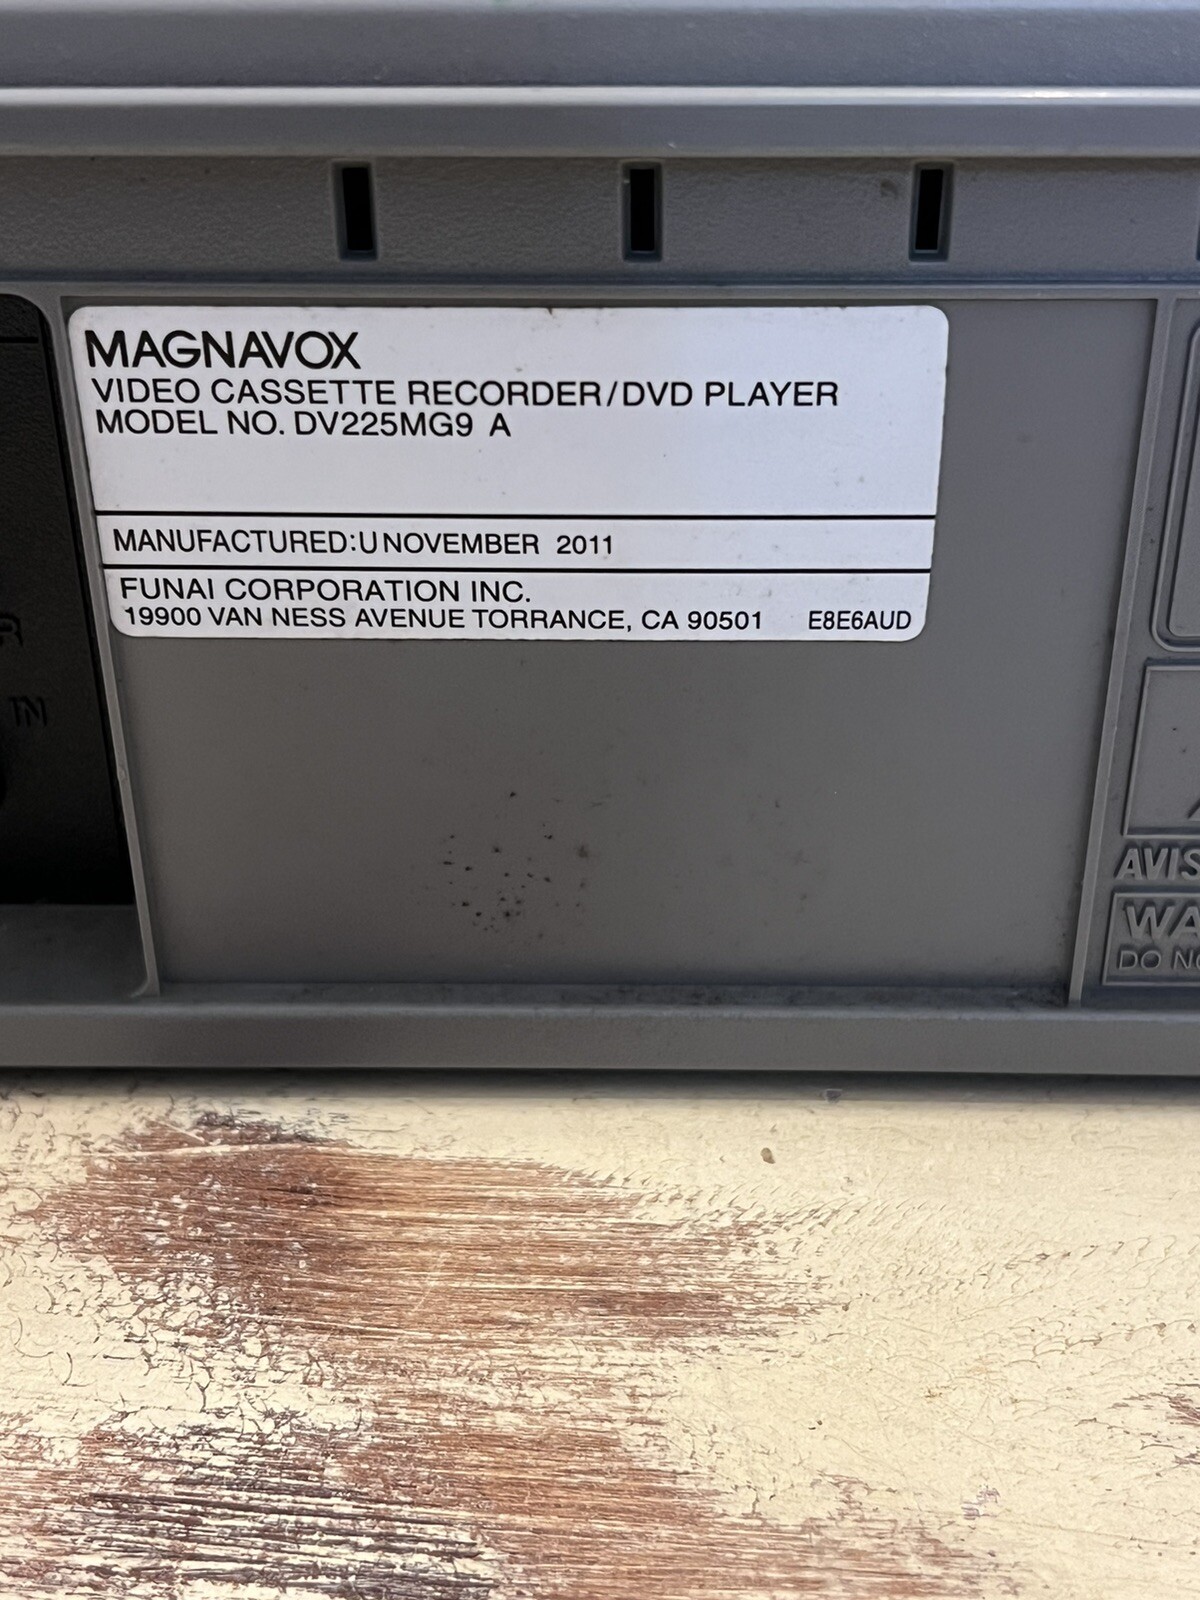 MAGNAVOX
VIDEO CASSETTE RECORDER/DVD PLAYER
MODEL NO. DV225MG9 A
MANUFACTURED:U NOVEMBER 2011
FUNAI CORPORATION INC.
19900 VAN NESS AVENUE TORRANCE, CA 90501 E8E6AUD
R
IN
AVIS
WA
DO NO